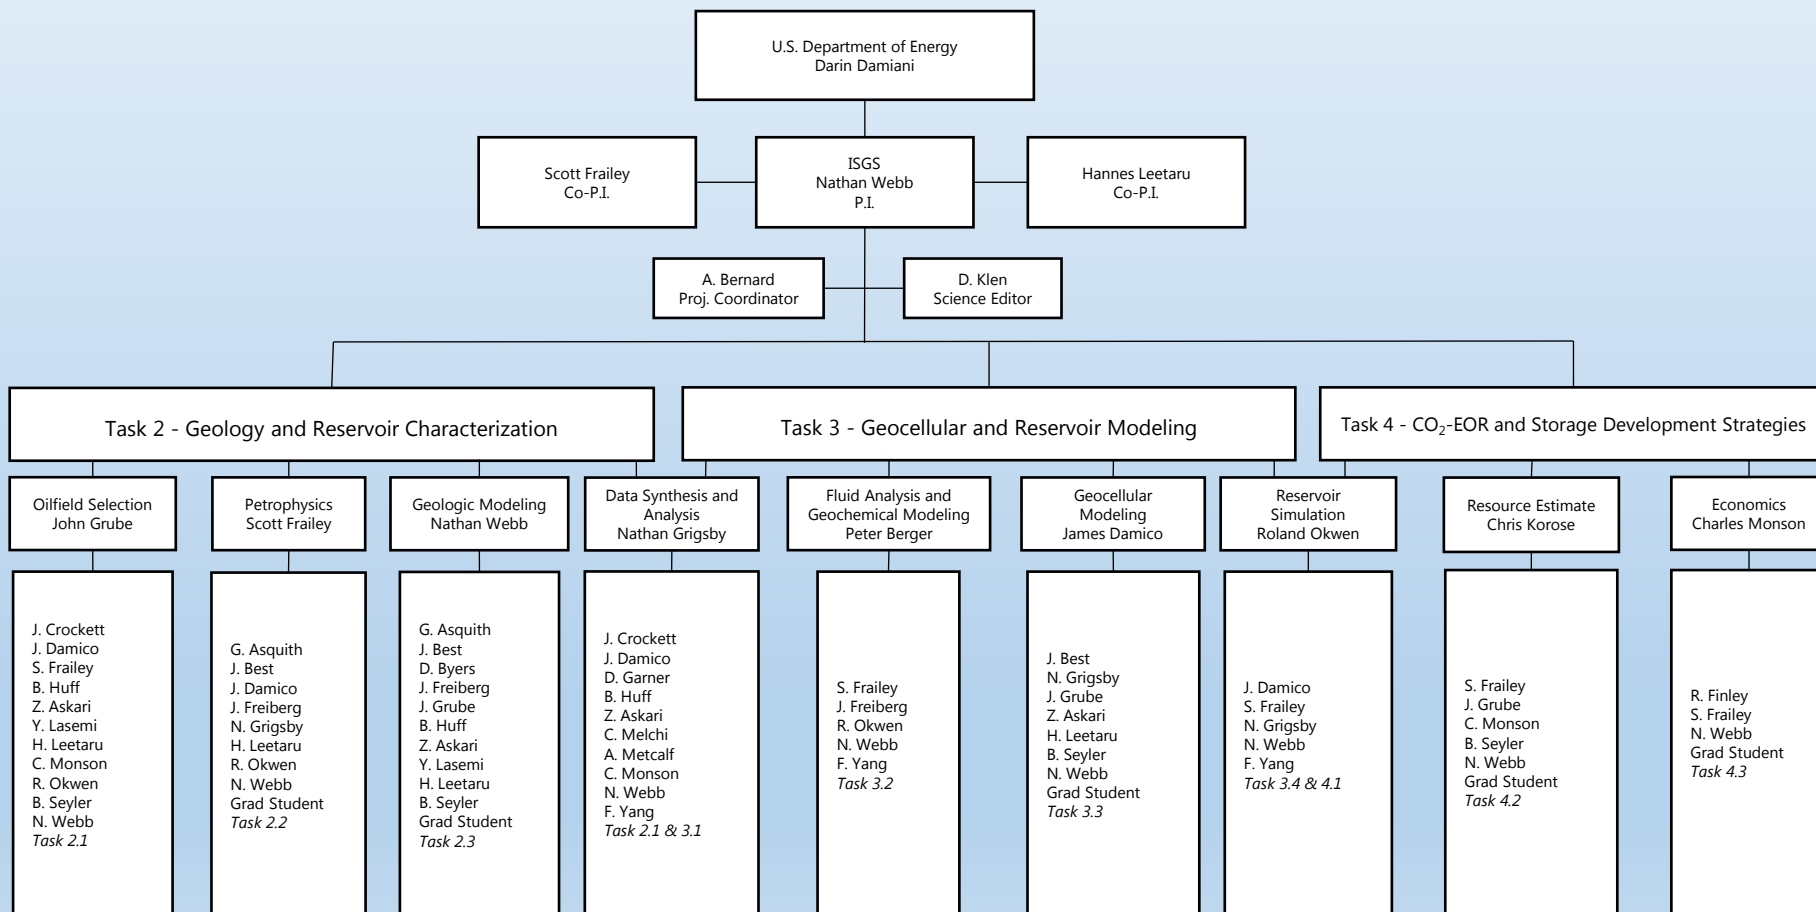 U.S. Department of Energy
Darin Damiani
Scott Frailey
Co-P.I.
ISGS
Nathan Webb
P.I.
Hannes Leetaru
Co-P.I.
A. Bernard
Proj. Coordinator
D. Klen
Science Editor
Task 2 - Geology and Reservoir Characterization
Task 3 - Geocellular and Reservoir Modeling
Task 4 - CO₂-EOR and Storage Development Strategies
Oilfield Selection
John Grube
Petrophysics
Scott Frailey
Geologic Modeling
Nathan Webb
Data Synthesis and
Analysis
Nathan Grigsby
Fluid Analysis and
Geochemical Modeling
Peter Berger
Geocellular
Modeling
James Damico
Reservoir
Simulation
Roland Okwen
Resource Estimate
Chris Korose
Economics
Charles Monson
J. Crockett
J. Damico
S. Frailey
B. Huff
Z. Askari
Y. Lasemi
H. Leetaru
C. Monson
R. Okwen
B. Seyler
N. Webb
Task 2.1
G. Asquith
J. Best
J. Damico
J. Freiberg
N. Grigsby
H. Leetaru
R. Okwen
N. Webb
Grad Student
Task 2.2
G. Asquith
J. Best
D. Byers
J. Freiberg
J. Grube
B. Huff
Z. Askari
Y. Lasemi
H. Leetaru
B. Seyler
Grad Student
Task 2.3
J. Crockett
J. Damico
D. Garner
B. Huff
Z. Askari
C. Melchi
A. Metcalf
C. Monson
N. Webb
F. Yang
Task 2.1 & 3.1
S. Frailey
J. Freiberg
R. Okwen
N. Webb
F. Yang
Task 3.2
J. Best
N. Grigsby
J. Grube
Z. Askari
H. Leetaru
B. Seyler
N. Webb
Grad Student
Task 3.3
J. Damico
S. Frailey
N. Grigsby
N. Webb
F. Yang
Task 3.4 & 4.1
S. Frailey
J. Grube
C. Monson
B. Seyler
N. Webb
Grad Student
Task 4.2
R. Finley
S. Frailey
N. Webb
Grad Student
Task 4.3